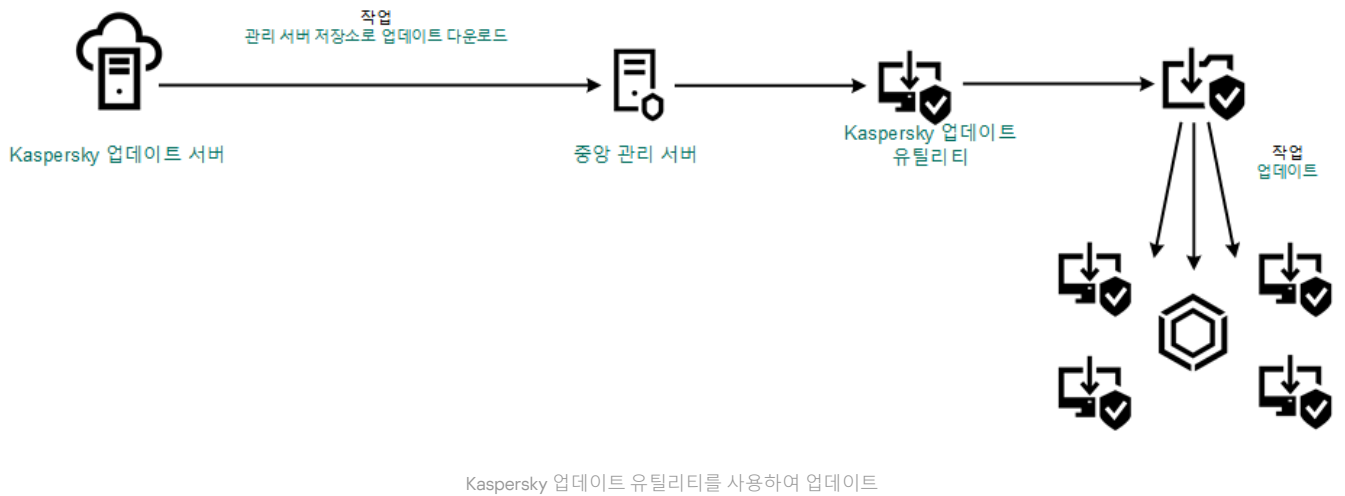 작업
관리 서버 저장소로 업데이트 다운로드
Kaspersky 업데이트 서버
중앙 관리 서버
Kaspersky 업데이트
유틸리티
작업
업데이트
Kaspersky 업데이트 유틸리티를 사용하여 업데이트